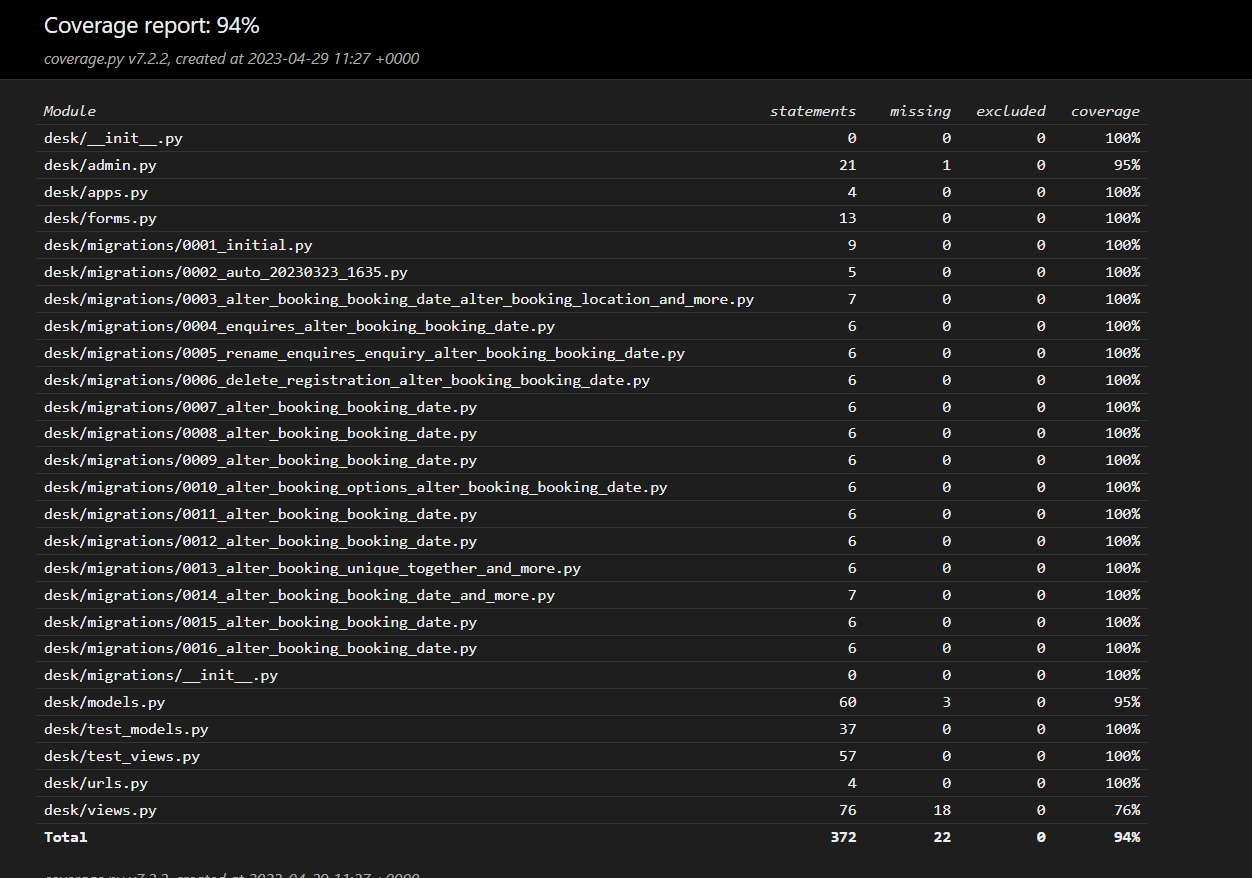 Coverage report: 94%
coverage.py v7.2.2, created at 2023-04-29 11:27 +0000
Module statements missing excluded coverage
desk/__init__.py 0 0 0 100%
desk/admin.py 21 1 0 95%
desk/apps.py 4 0 0 100%
desk/forms.py 13 0 0 100%
desk/migrations/0001_initial.py 9 0 0 100%
desk/migrations/0002_auto_20230323_1635.py 5 0 0 100%
desk/migrations/0003_alter_booking_booking_date_alter_booking_location_and_more.py 7 0 0 100%
desk/migrations/0004_enquires_alter_booking_booking_date.py 6 0 0 100%
desk/migrations/0005_rename_enquires_enquiry_alter_booking_booking_date.py 6 0 0 100%
desk/migrations/0006_delete_registration_alter_booking_booking_date.py 6 0 0 100%
desk/migrations/0007_alter_booking_booking_date.py 6 0 0 100%
desk/migrations/0008_alter_booking_booking_date.py 6 0 0 100%
desk/migrations/0009_alter_booking_booking_date.py 6 0 0 100%
desk/migrations/0010_alter_booking_options_alter_booking_booking_date.py 6 0 0 100%
desk/migrations/0011_alter_booking_booking_date.py 6 0 0 100%
desk/migrations/0012_alter_booking_booking_date.py 6 0 0 100%
desk/migrations/0013_alter_booking_unique_together_and_more.py 6 0 0 100%
desk/migrations/0014_alter_booking_booking_date_and_more.py 7 0 0 100%
desk/migrations/0015_alter_booking_booking_date.py 6 0 0 100%
desk/migrations/0016_alter_booking_booking_date.py 6 0 0 100%
desk/migrations/__init__.py 0 0 0 100%
desk/models.py 60 3 0 95%
desk/test_models.py 37 0 0 100%
desk/test_views.py 57 0 0 100%
desk/urls.py 4 0 0 100%
desk/views.py 76 18 0 76%
Total 372 22 0 94%
coverage.py v7.2.2, created at 2023-04-29 11:27 +0000